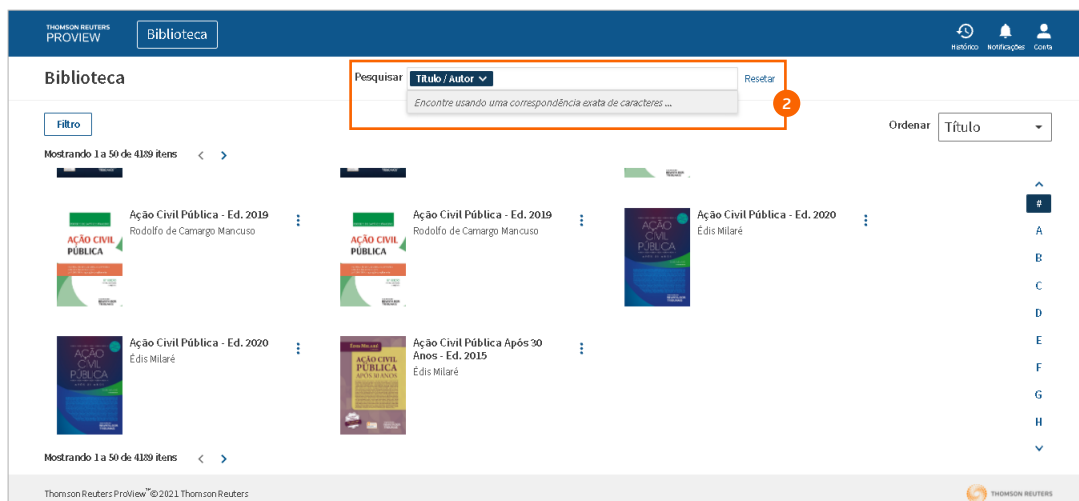 THOMSON REUTERS
PROVIEW
Biblioteca
Histórico Notificações Conta
Biblioteca
Pesquisar Título / Autor Resetar
Encontre usando uma correspondência exata de caracteres ...
2
Filtro
Ordenar Título
Mostrando 1 a 50 de 4189 itens < >
#
A
B
C
D
E
F
G
H
AÇÃO CIVIL
PÚBLICA
Ação Civil Pública - Ed. 2019
Rodolfo de Camargo Mancuso
AÇÃO CIVIL
PÚBLICA
Ação Civil Pública - Ed. 2019
Rodolfo de Camargo Mancuso
AÇÃO
CIVIL
PÚBLICA
Ação Civil Pública - Ed. 2020
Édis Milaré
AÇÃO
CIVIL
PÚBLICA
Ação Civil Pública - Ed. 2020
Édis Milaré
AÇÃO CIVIL
PÚBLICA
APÓS 30 ANOS
Ação Civil Pública Após 30
Anos - Ed. 2015
Édis Milaré
Mostrando 1 a 50 de 4189 itens < >
Thomson Reuters ProView™©2021 Thomson Reuters
THOMSON REUTERS